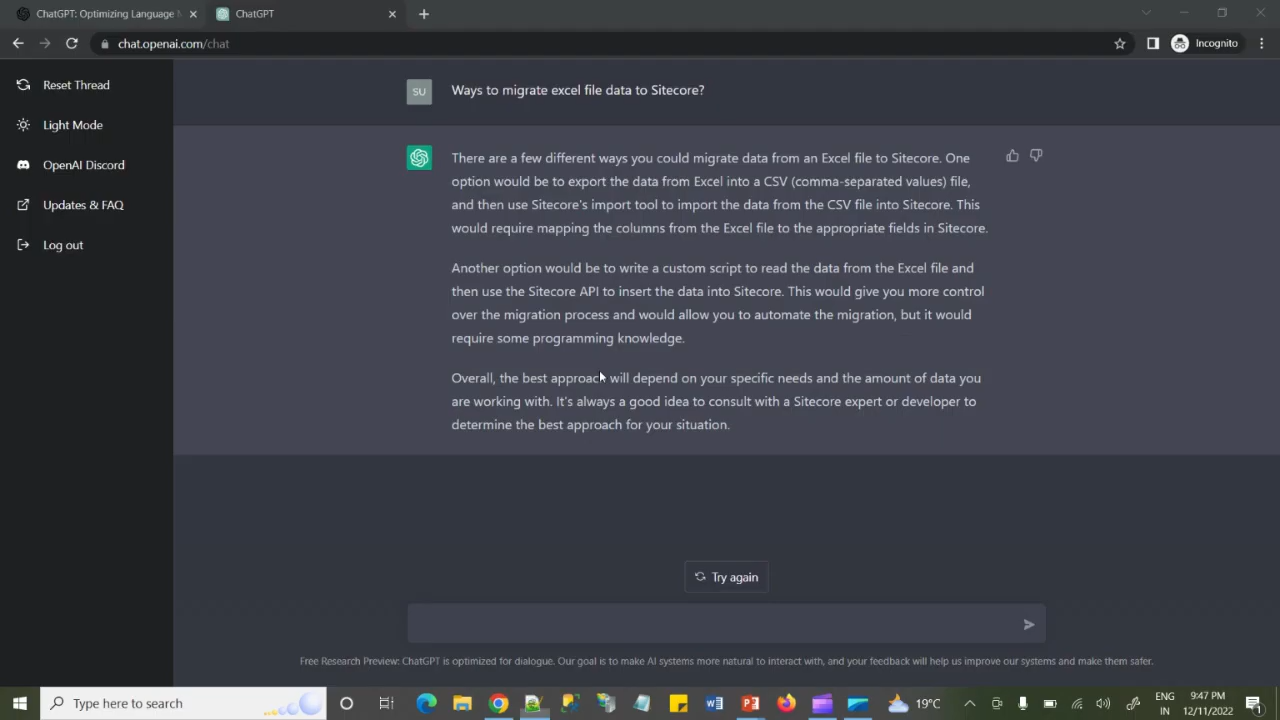 ChatGPT: Optimizing Language
ChatGPT
chat.openai.com/chat
Incognito
Reset Thread
Light Mode
OpenAI Discord
Updates & FAQ
Log out
SU
Ways to migrate excel file data to Sitecore?
There are a few different ways you could migrate data from an Excel file to Sitecore. One
option would be to export the data from Excel into a CSV (comma-separated values) file,
and then use Sitecore's import tool to import the data from the CSV file into Sitecore. This
would require mapping the columns from the Excel file to the appropriate fields in Sitecore.
Another option would be to write a custom script to read the data from the Excel file and
then use the Sitecore API to insert the data into Sitecore. This would give you more control
over the migration process and would allow you to automate the migration, but it would
require some programming knowledge.
Overall, the best approach will depend on your specific needs and the amount of data you
are working with. It's always a good idea to consult with a Sitecore expert or developer to
determine the best approach for your situation.
Try again
Free Research Preview: ChatGPT is optimized for dialogue. Our goal is to make AI systems more natural to interact with, and your feedback will help us improve our systems and make them safer.
Type here to search
19°C
ENG
IN
9:47 PM
12/11/2022
1